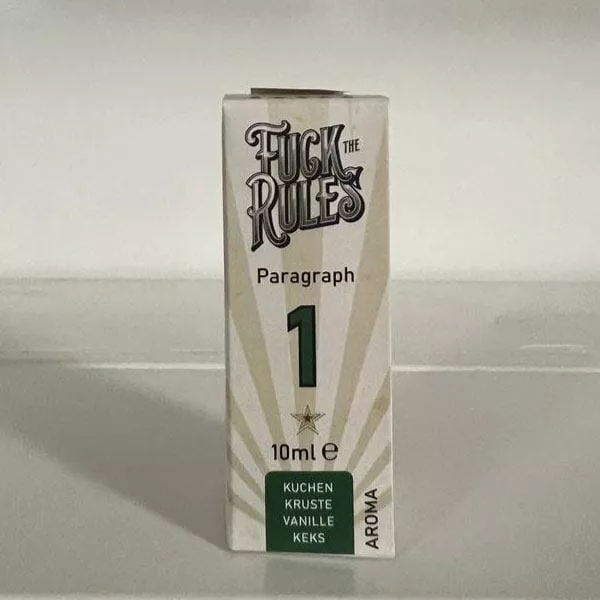 FUCK THE
RULES
Paragraph
1
10ml ℮
KUCHEN
KRUSTE
VANILLE
KEKS
AROMA